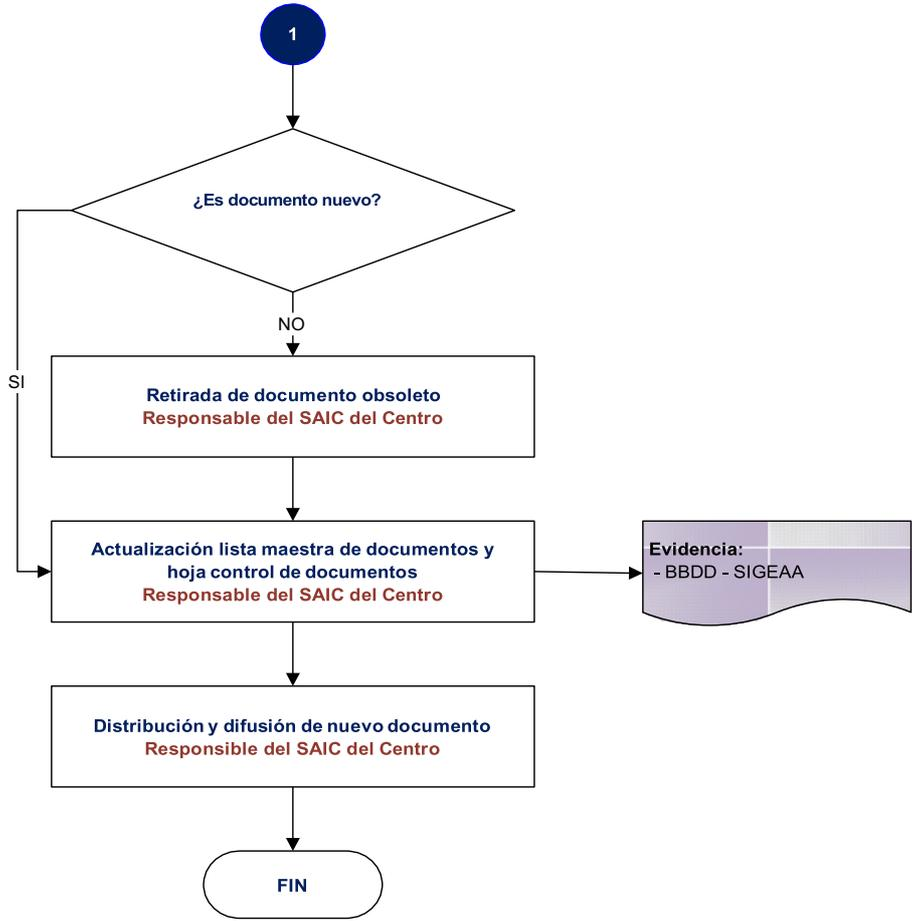 1
¿Es documento nuevo?
NO
SI
Retirada de documento obsoleto
Responsable del SAIC del Centro
Actualización lista maestra de documentos y
hoja control de documentos
Responsable del SAIC del Centro
Evidencia:
- BBDD - SIGEAA
Distribución y difusión de nuevo documento
Responsible del SAIC del Centro
FIN